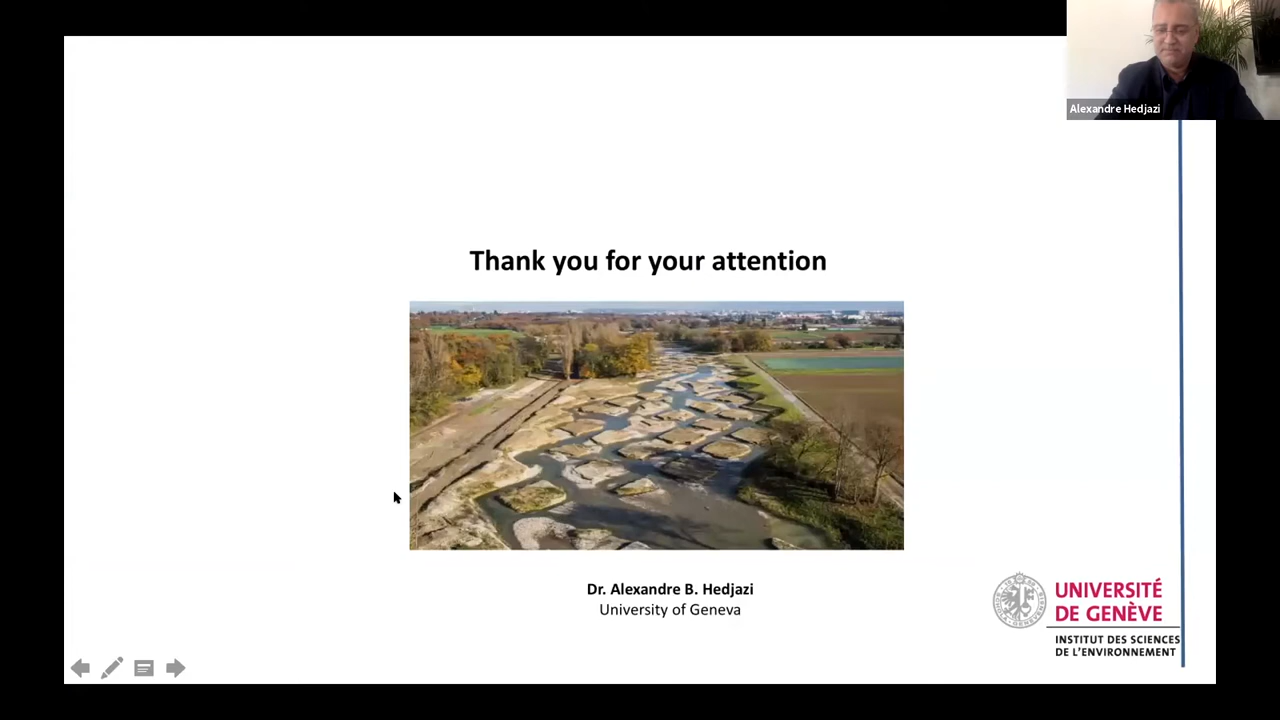 Alexandre Hedjazi
Thank you for your attention
Dr. Alexandre B. Hedjazi
University of Geneva
UNIVERSITÉ
DE GENÈVE
INSTITUT DES SCIENCES
DE L'ENVIRONNEMENT